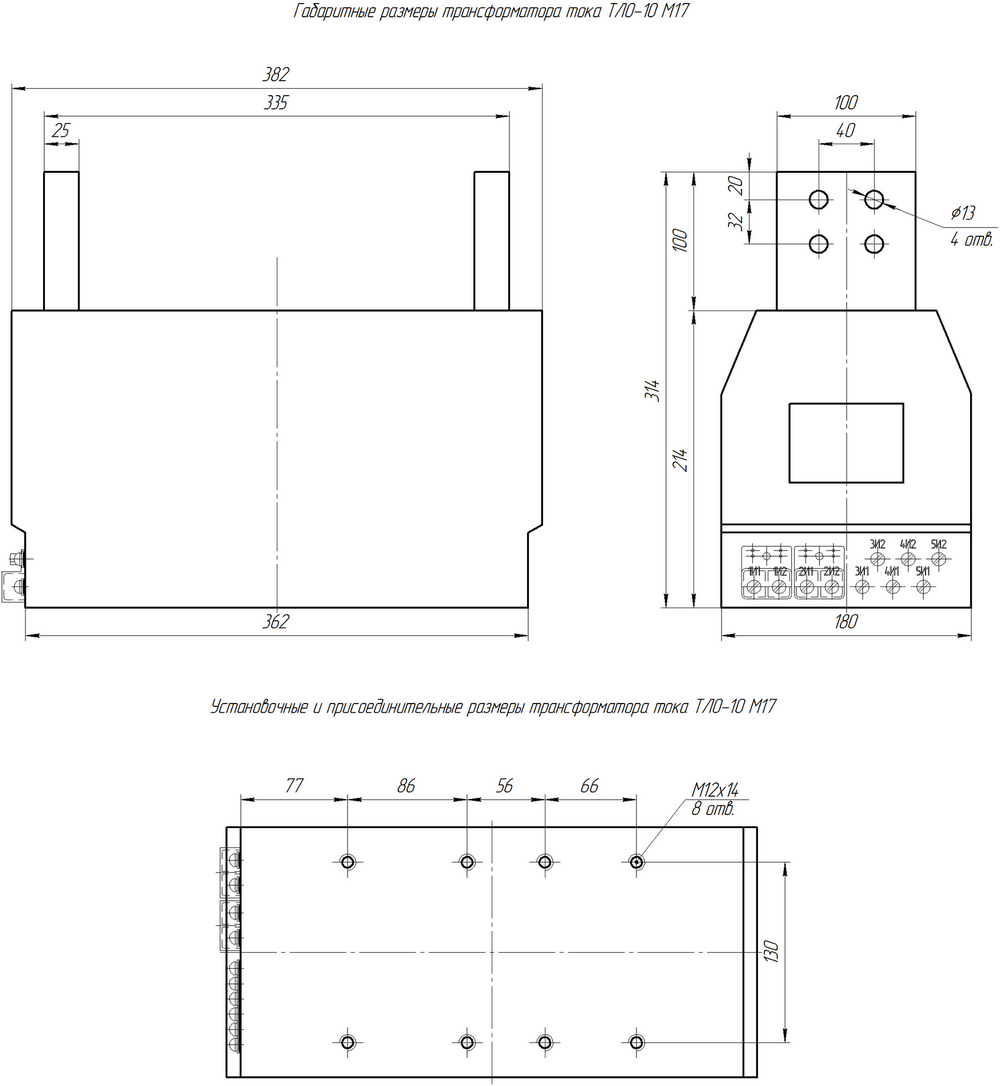 Габаритные размеры трансформатора тока ТЛО-10 М17
382
335
25
100
40
20
32
100
⌀13
4 отв.
314
214
3И2 4И2 5И2
1И1 1И2 2И1 2И2 3И1 4И1 5И1
362
180
Установочные и присоединительные размеры трансформатора тока ТЛО-10 М17
77 86 56 66
М12х14
8 отв.
130